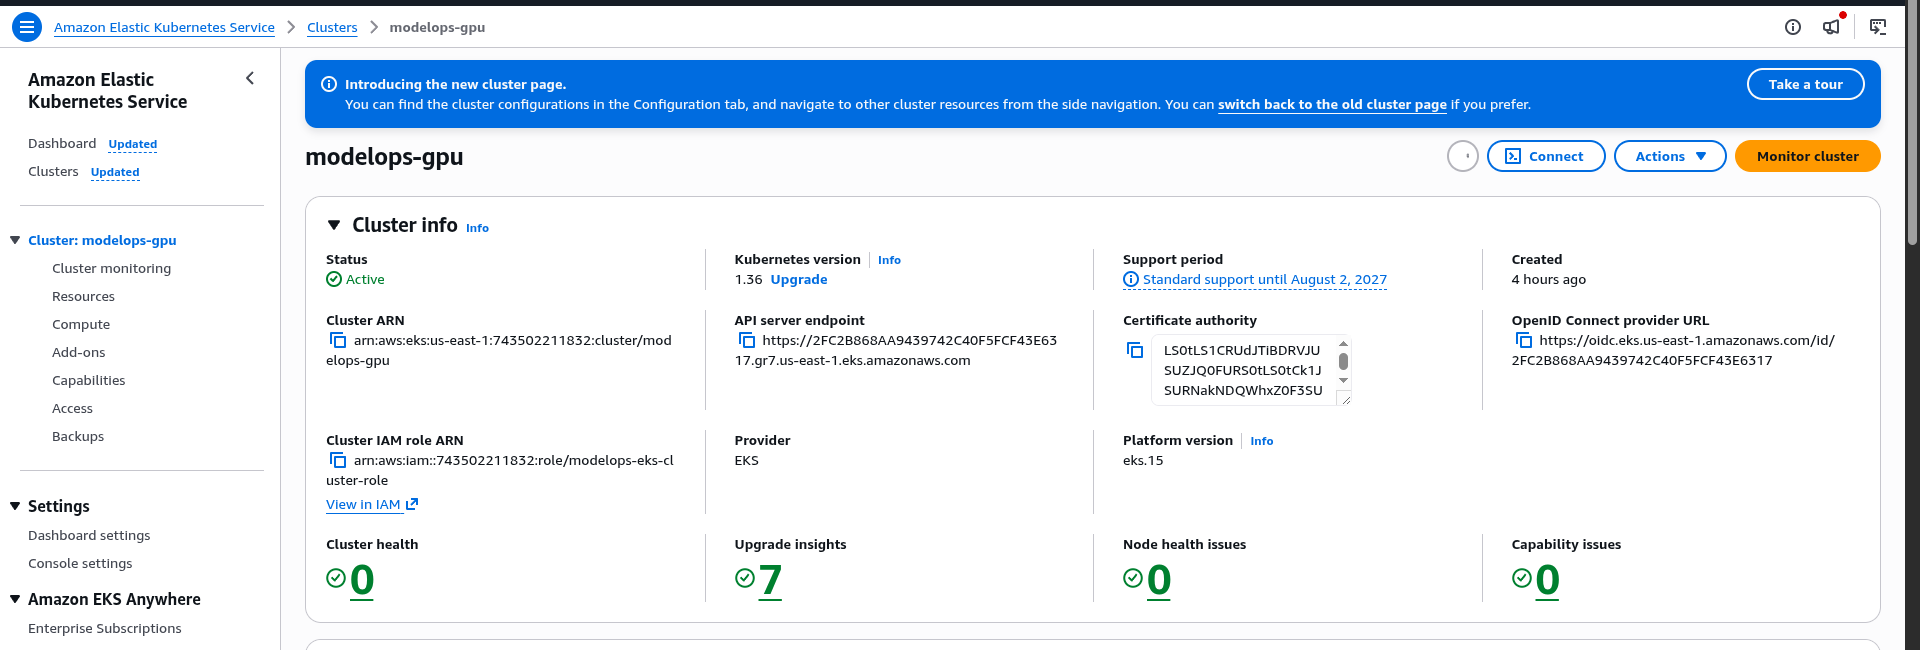 Amazon Elastic Kubernetes Service > Clusters > modelops-gpu
Amazon Elastic
Kubernetes Service
Dashboard Updated
Clusters Updated
Cluster: modelops-gpu
Cluster monitoring
Resources
Compute
Add-ons
Capabilities
Access
Backups
Settings
Dashboard settings
Console settings
Amazon EKS Anywhere
Enterprise Subscriptions
Introducing the new cluster page.
You can find the cluster configurations in the Configuration tab, and navigate to other cluster resources from the side navigation. You can switch back to the old cluster page if you prefer.
Take a tour
modelops-gpu
Connect
Actions
Monitor cluster
Cluster info Info
Status
Active
Kubernetes version Info
1.36 Upgrade
Support period
Standard support until August 2, 2027
Created
4 hours ago
Cluster ARN
arn:aws:eks:us-east-1:743502211832:cluster/mod
elops-gpu
API server endpoint
https://2FC2B868AA9439742C40F5FCF43E63
17.gr7.us-east-1.eks.amazonaws.com
Certificate authority
LS0tLS1CRUdJTiBDRVJU
SUZJQ0FURS0tLS0tCk1J
SURNakNDQWhxZ0F3SU
OpenID Connect provider URL
https://oidc.eks.us-east-1.amazonaws.com/id/
2FC2B868AA9439742C40F5FCF43E6317
Cluster IAM role ARN
arn:aws:iam::743502211832:role/modelops-eks-cl
uster-role
View in IAM
Provider
EKS
Platform version Info
eks.15
Cluster health
0
Upgrade insights
7
Node health issues
0
Capability issues
0